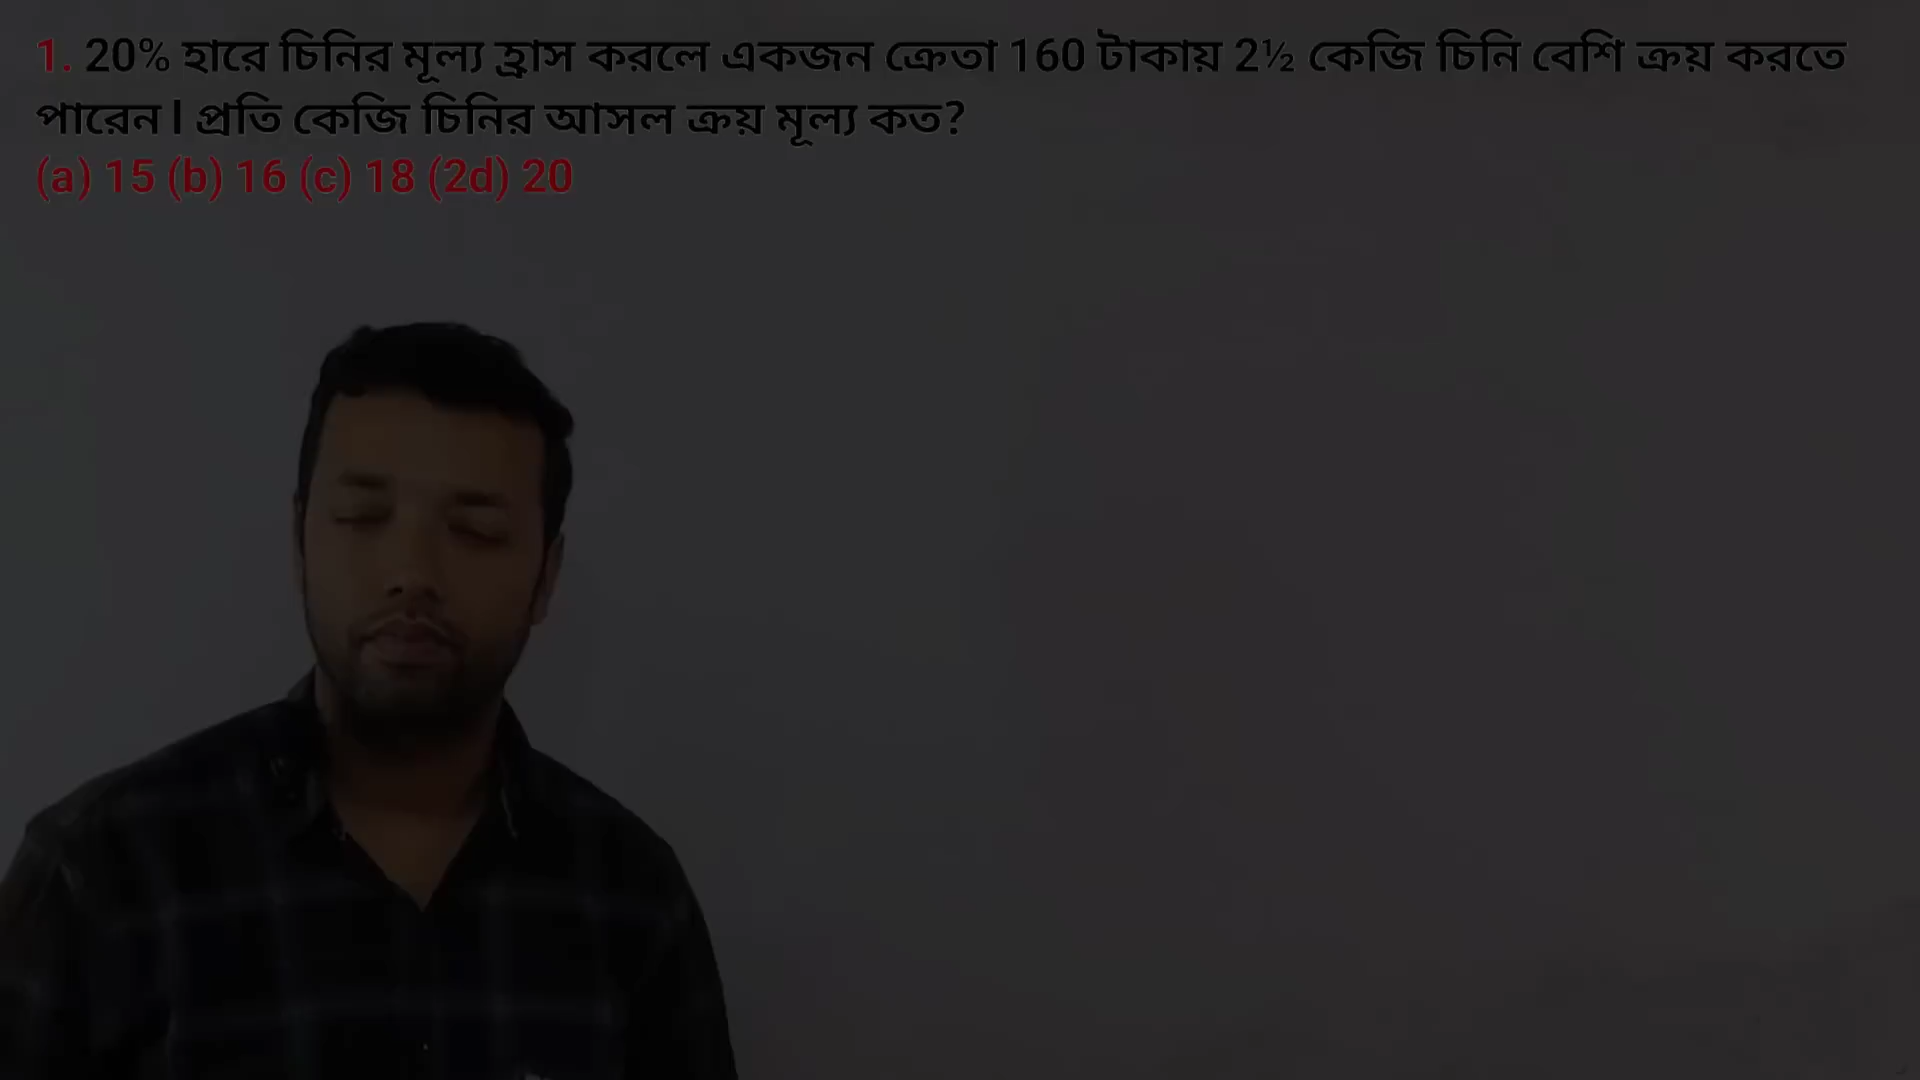 1. 20% হারে চিনির মূল্য হ্রাস করলে একজন ক্রেতা 160 টাকায় 2½ কেজি চিনি বেশি ক্রয় করতে
পারেন l প্রতি কেজি চিনির আসল ক্রয় মূল্য কত?
(a) 15 (b) 16 (c) 18 (2d) 20